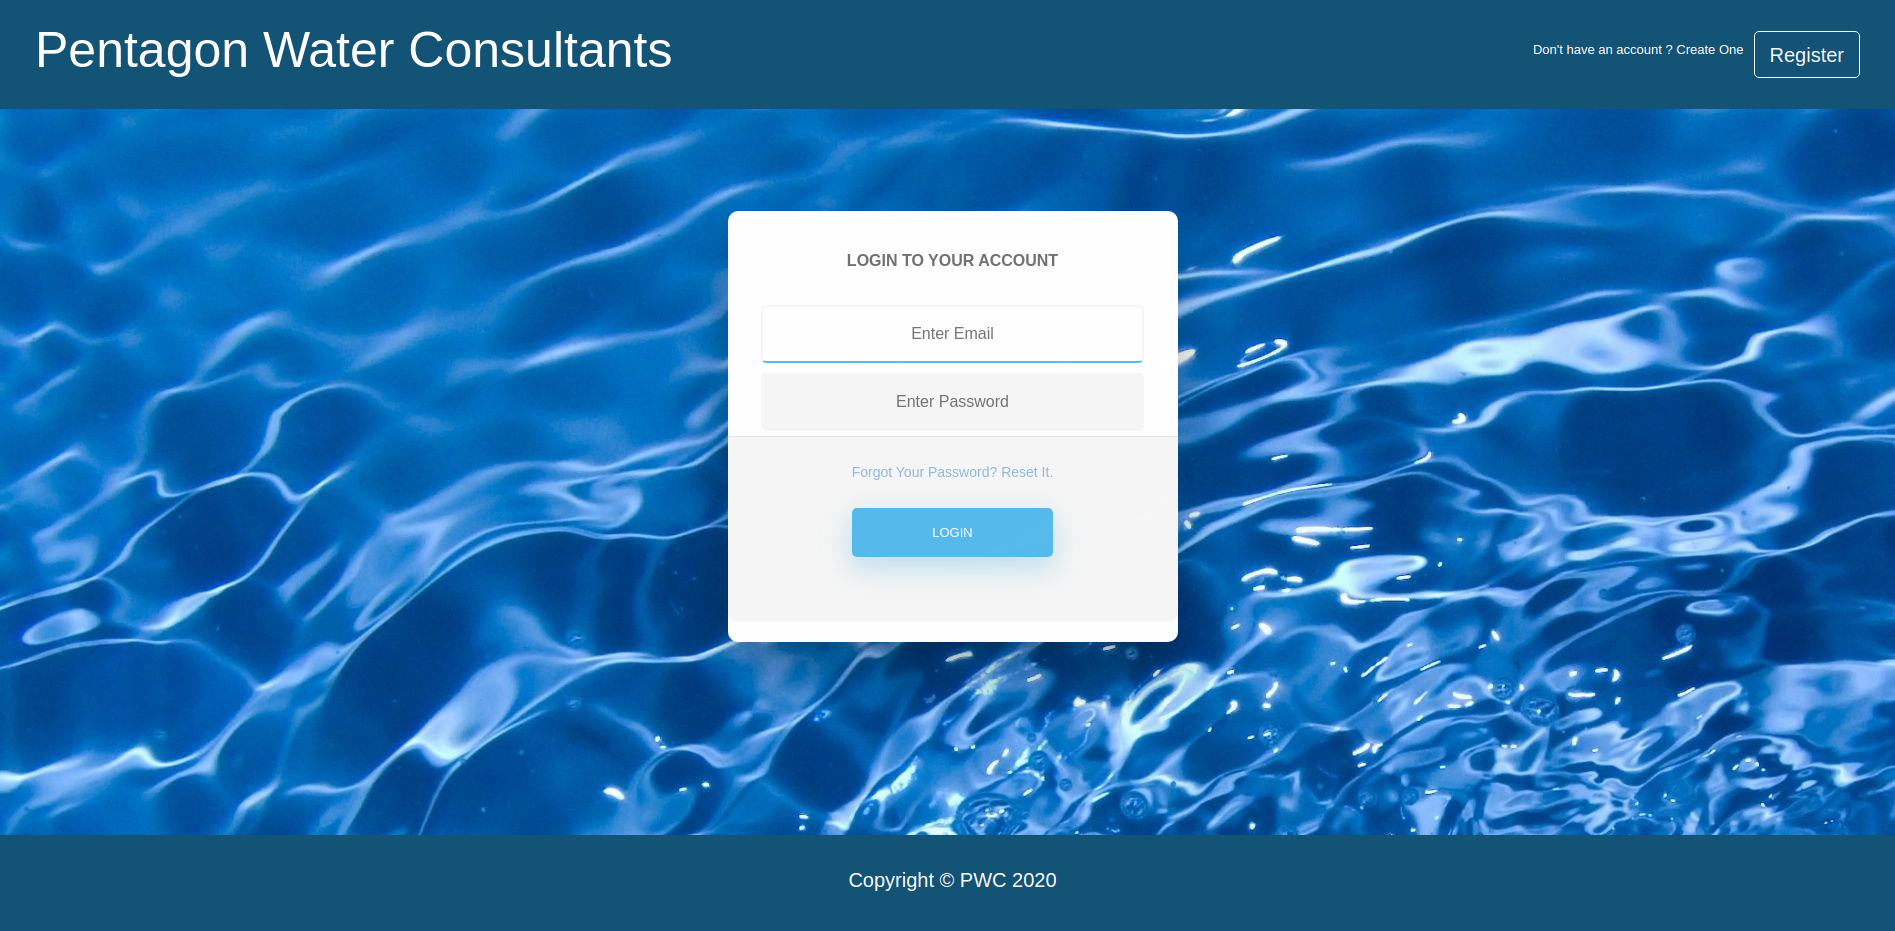 Pentagon Water Consultants
Don't have an account ? Create One
Register
LOGIN TO YOUR ACCOUNT
Enter Email
Enter Password
Forgot Your Password? Reset It.
LOGIN
Copyright © PWC 2020